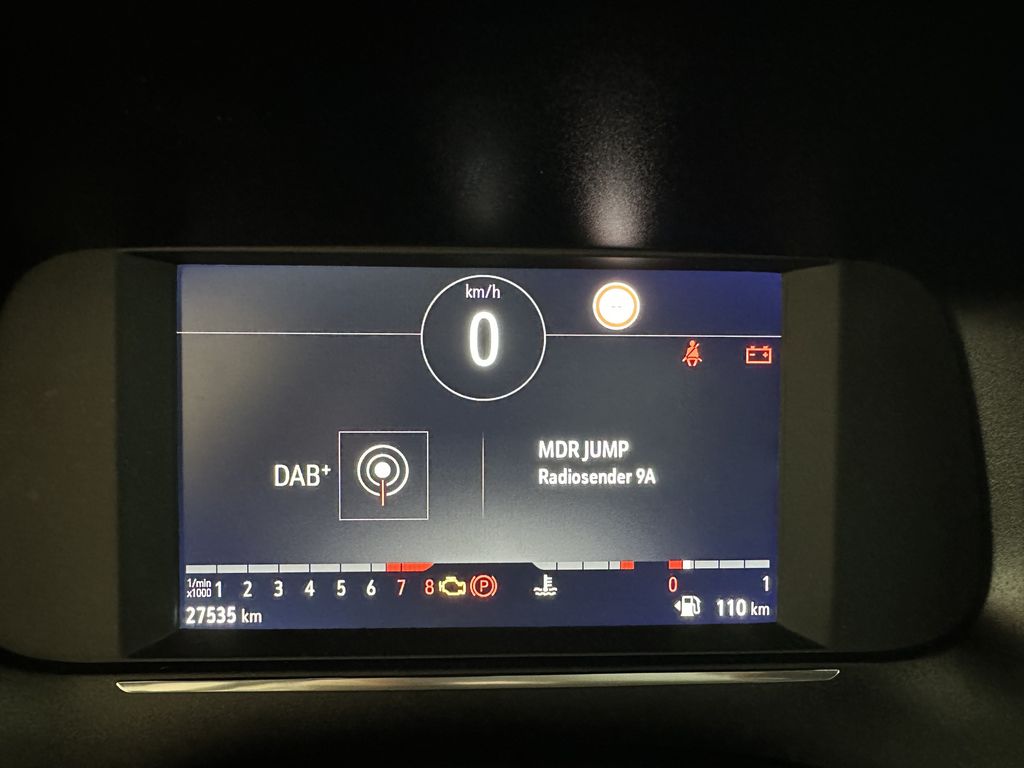 km/h
0
DAB+
MDR JUMP
Radiosender 9A
1/min
x1000 1 2 3 4 5 6 7 8 P 0 1
27535 km 110 km